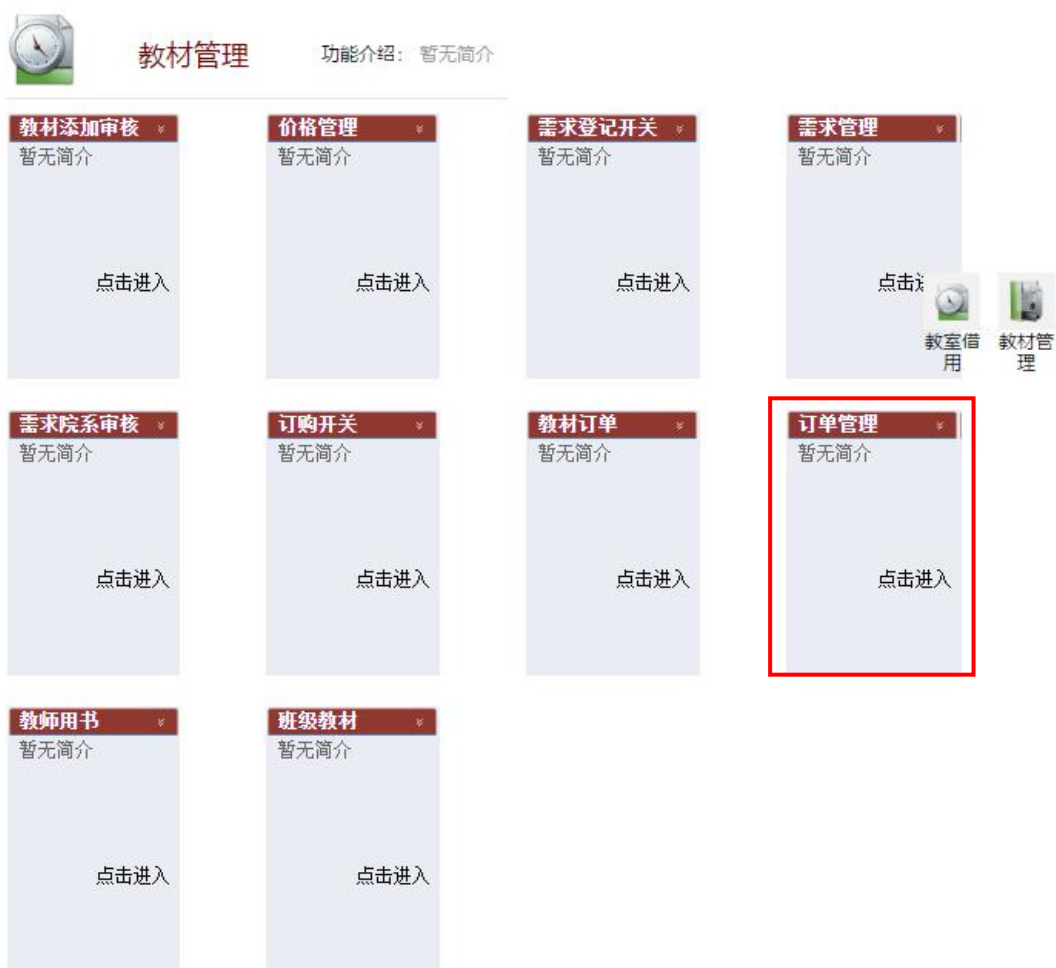 教材管理 功能介绍： 暂无简介
教材添加审核 价格管理 需求登记开关 需求管理
暂无简介 暂无简介 暂无简介 暂无简介
点击进入 点击进入 点击进入 点击
教室借用 教材管理
需求院系审核 订购开关 教材订单 订单管理
暂无简介 暂无简介 暂无简介 暂无简介
点击进入 点击进入 点击进入 点击进入
教师用书 班级教材
暂无简介 暂无简介
点击进入 点击进入